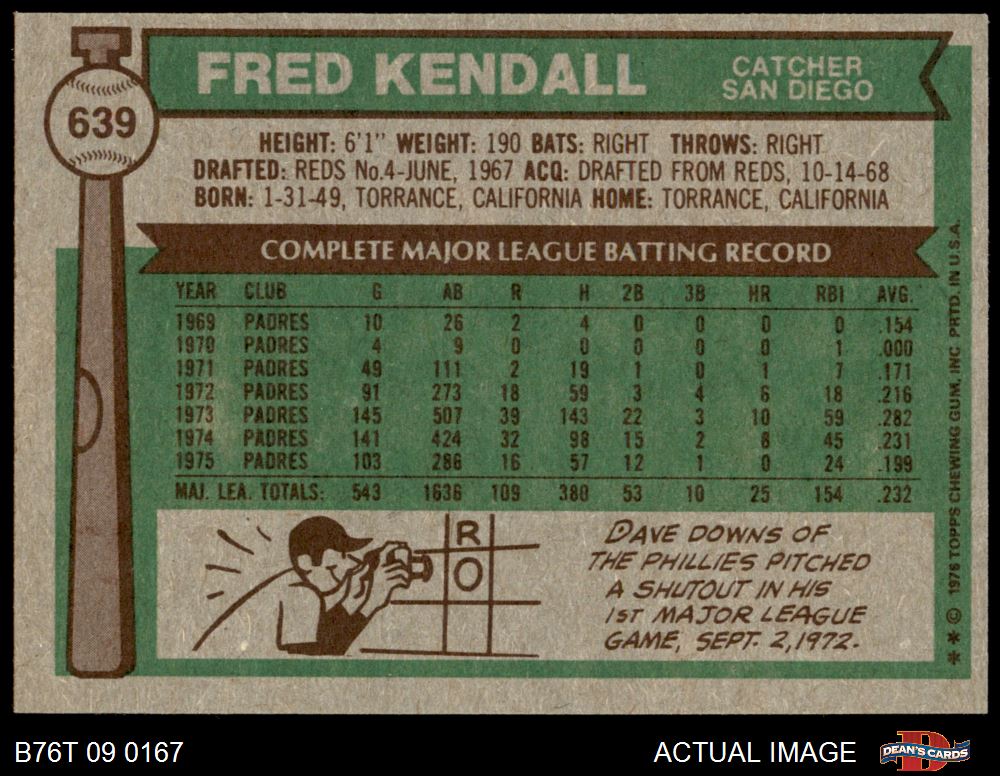 FRED KENDALL
CATCHER
SAN DIEGO
639
HEIGHT: 6'1" WEIGHT: 190 BATS: RIGHT THROWS: RIGHT
DRAFTED: REDS No.4-JUNE, 1967 ACQ: DRAFTED FROM REDS, 10-14-68
BORN: 1-31-49, TORRANCE, CALIFORNIA HOME: TORRANCE, CALIFORNIA
COMPLETE MAJOR LEAGUE BATTING RECORD
YEAR CLUB G AB R H 2B 3B HR RBI AVG.
1969 PADRES 10 26 2 4 0 0 0 0 .154
1970 PADRES 4 9 0 0 0 0 0 1 .000
1971 PADRES 49 111 2 19 1 0 1 7 .171
1972 PADRES 91 273 18 59 3 4 6 18 .216
1973 PADRES 145 507 39 143 22 3 10 59 .282
1974 PADRES 141 424 32 98 15 2 8 45 .231
1975 PADRES 103 286 16 57 12 1 0 24 .199
MAJ. LEA. TOTALS: 543 1636 109 380 53 10 25 154 .232
R
O
DAVE DOWNS OF
THE PHILLIES PITCHED
A SHUTOUT IN HIS
1ST MAJOR LEAGUE
GAME, SEPT. 2, 1972.
** © 1976 TOPPS CHEWING GUM, INC PRTD. IN U.S.A.
B76T 09 0167
ACTUAL IMAGE
D
DEAN'S CARDS